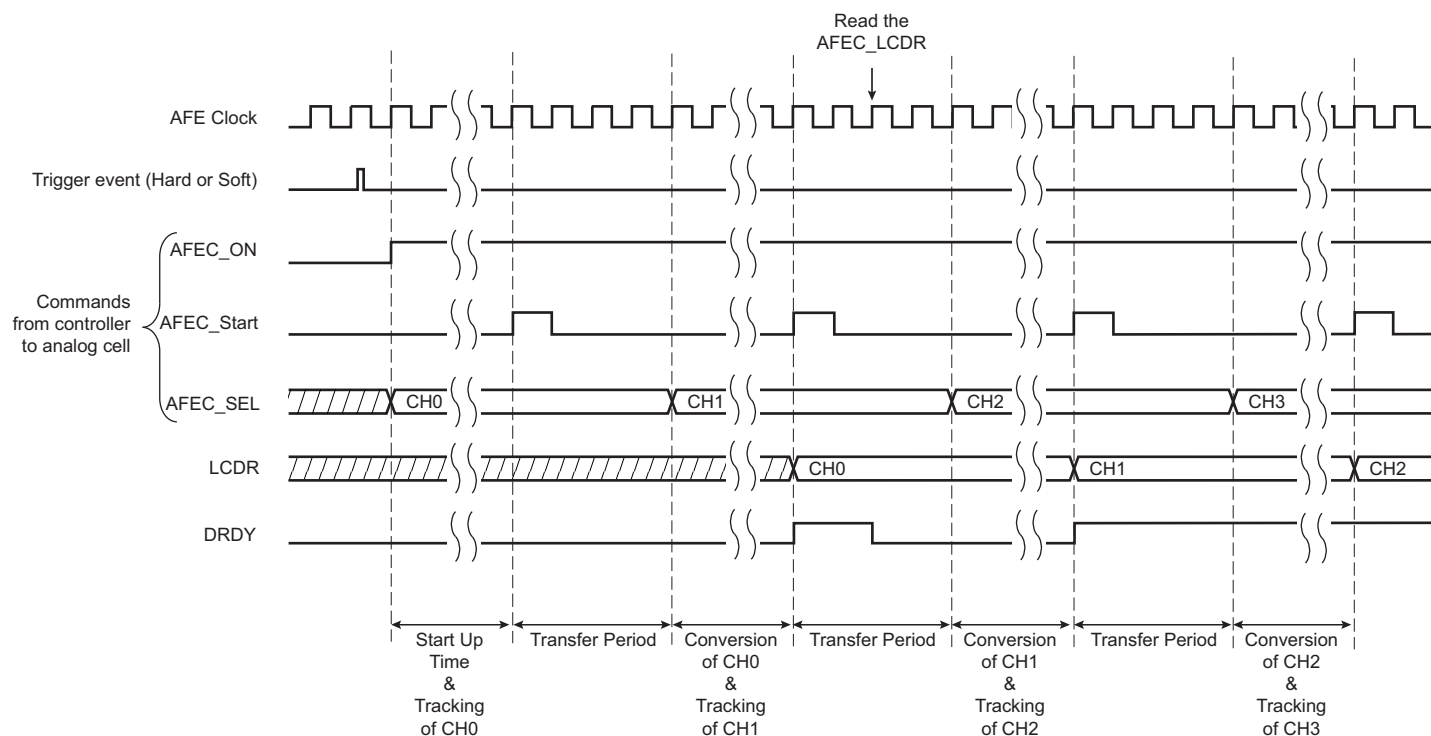 Read the
AFEC_LCDR
AFE Clock
Trigger event (Hard or Soft)
AFEC_ON
Commands
from controller
to analog cell
AFEC_Start
AFEC_SEL
CH0
CH1
CH2
CH3
LCDR
CH0
CH1
CH2
DRDY
Start Up
Time
&
Tracking
of CH0
Transfer Period
Conversion
of CH0
&
Tracking
of CH1
Transfer Period
Conversion
of CH1
&
Tracking
of CH2
Transfer Period
Conversion
of CH2
&
Tracking
of CH3